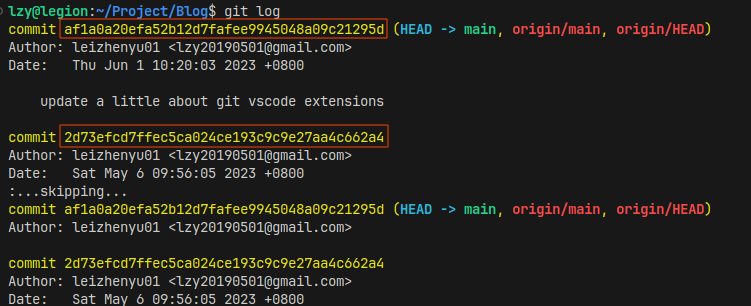 lzy@legion:~/Project/Blog$ git log
commit af1a0a20efa52b12d7fafee9945048a09c21295d (HEAD -> main, origin/main, origin/HEAD)
Author: leizhenyu01 <lzy20190501@gmail.com>
Date:   Thu Jun 1 10:20:03 2023 +0800
    update a little about git vscode extensions
commit 2d73efcd7ffec5ca024ce193c9c9e27aa4c662a4
Author: leizhenyu01 <lzy20190501@gmail.com>
Date:   Sat May 6 09:56:05 2023 +0800
:...skipping...
commit af1a0a20efa52b12d7fafee9945048a09c21295d (HEAD -> main, origin/main, origin/HEAD)
Author: leizhenyu01 <lzy20190501@gmail.com>
commit 2d73efcd7ffec5ca024ce193c9c9e27aa4c662a4
Author: leizhenyu01 <lzy20190501@gmail.com>
Date:   Sat May 6 09:56:05 2023 +0800